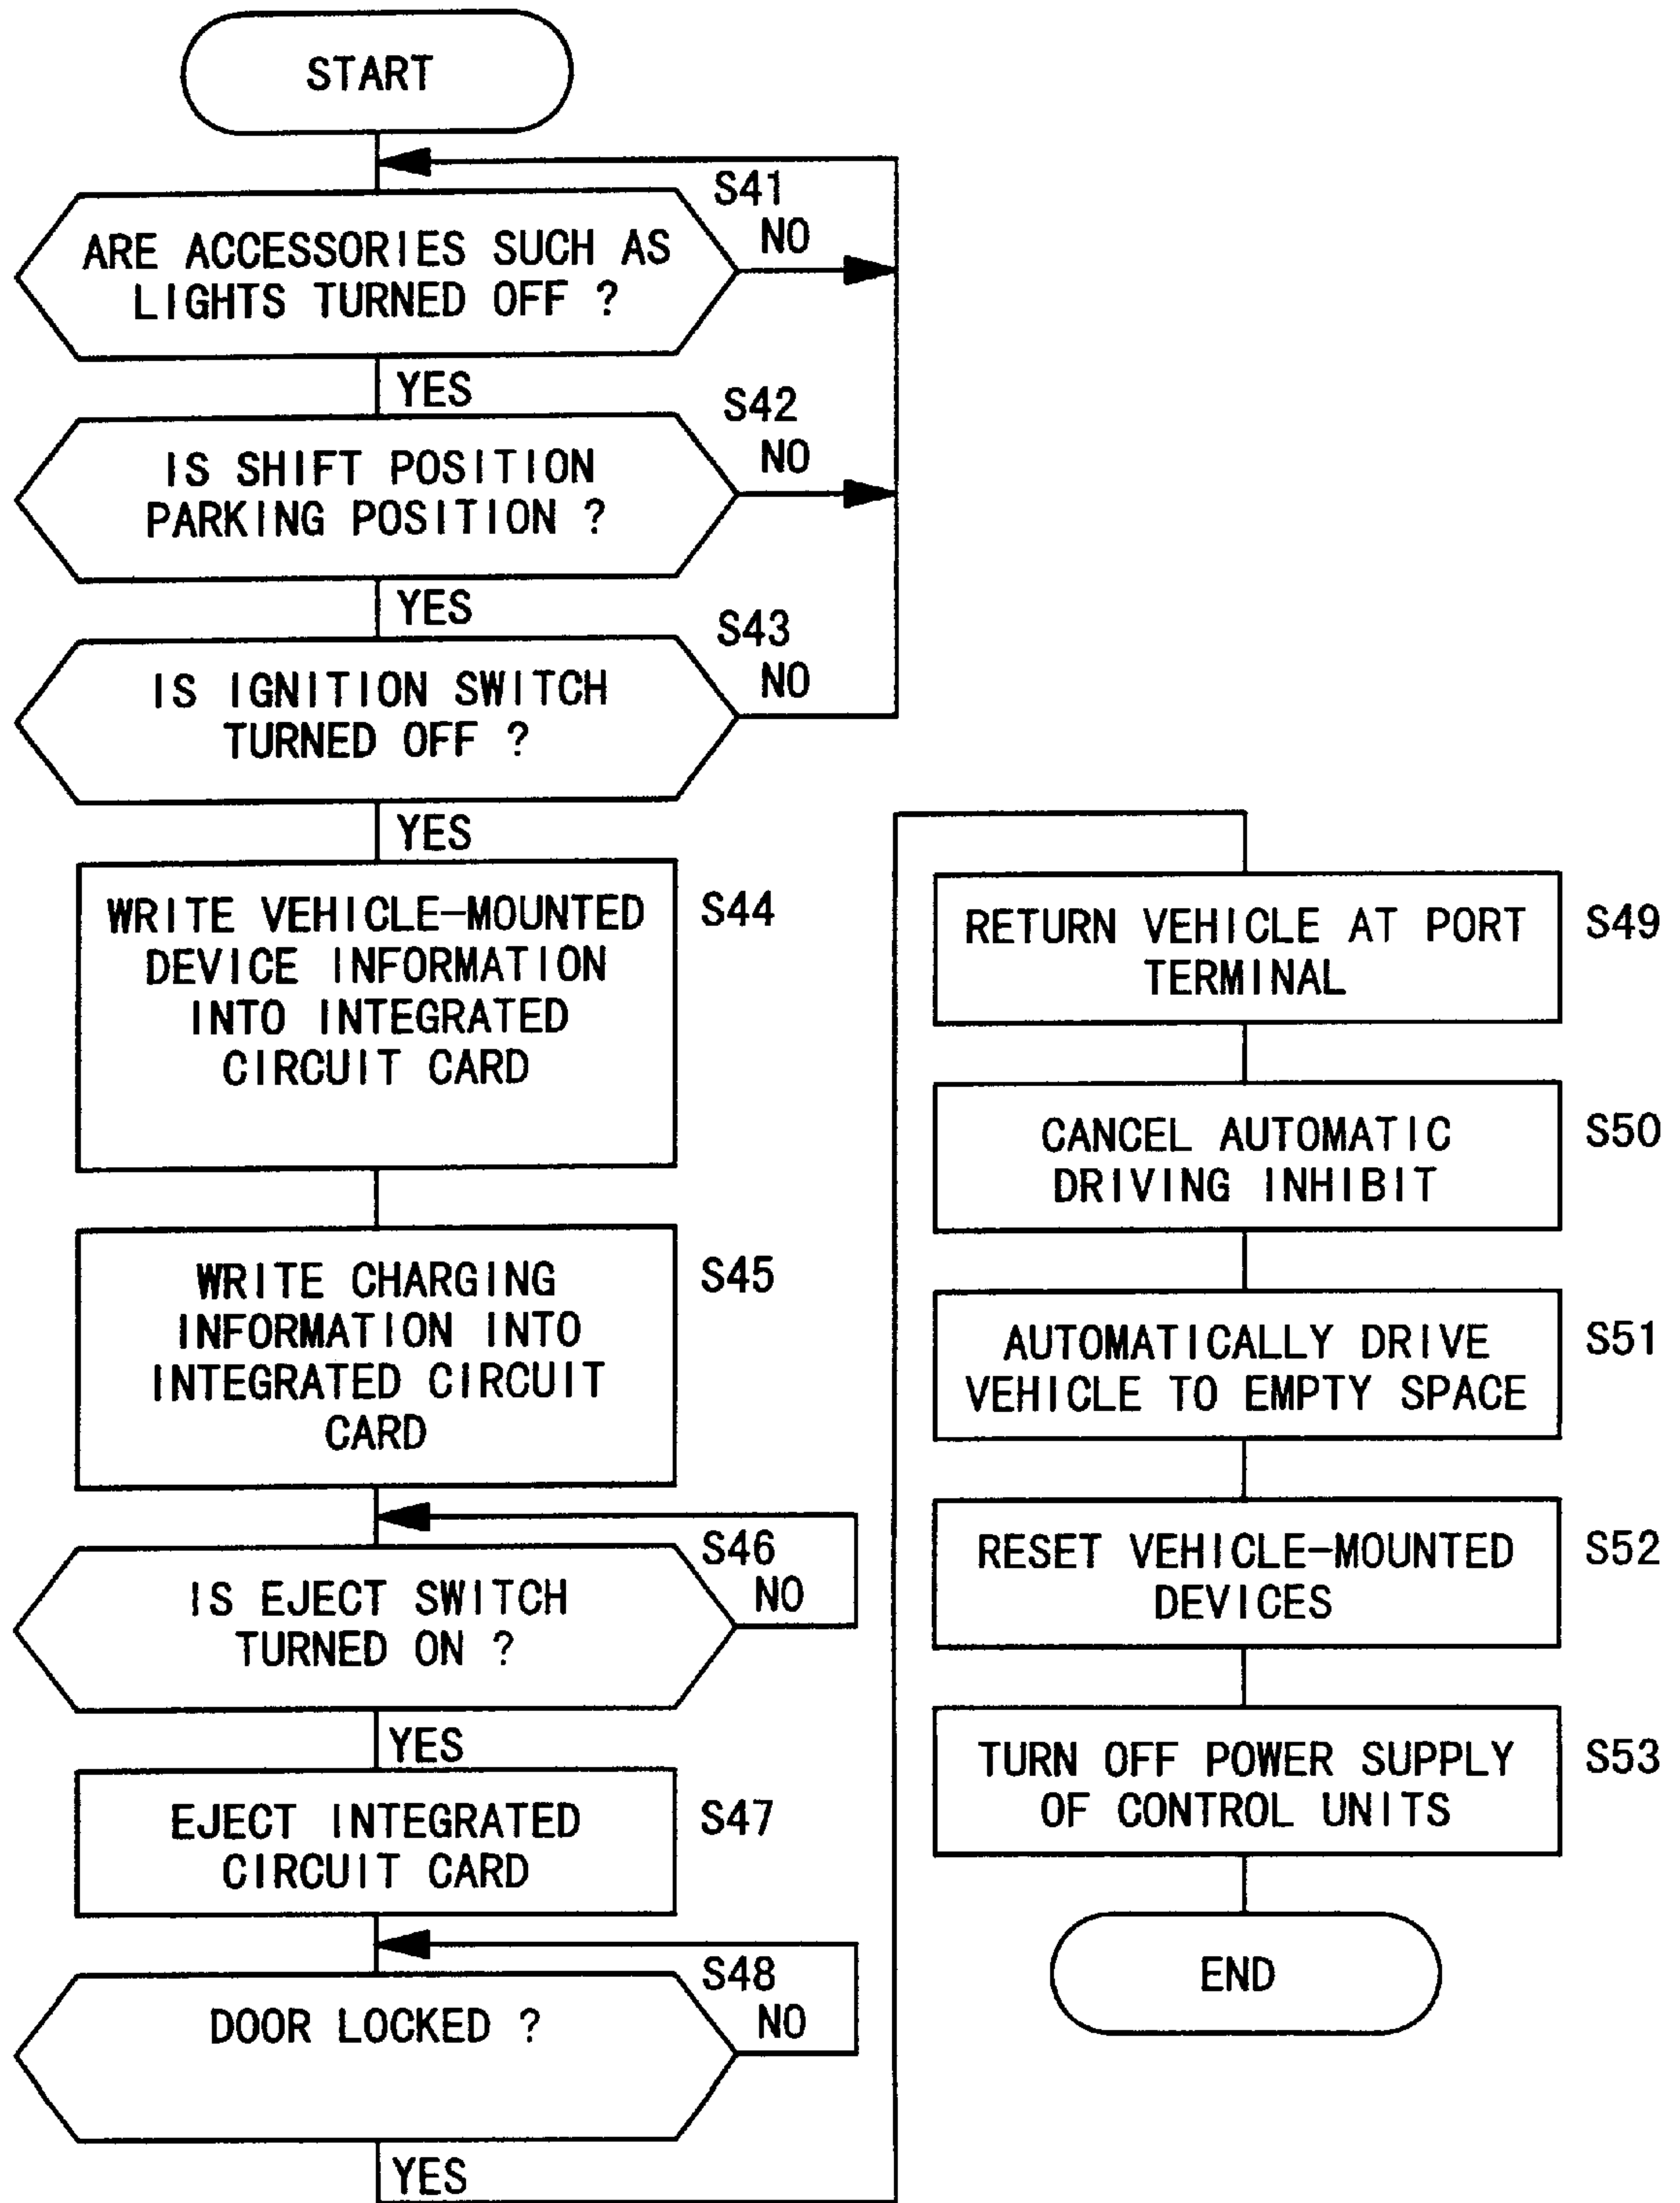 START
S41
ARE ACCESSORIES SUCH AS
LIGHTS TURNED OFF ?
NO
YES
S42
IS SHIFT POSITION
PARKING POSITION ?
NO
YES
S43
IS IGNITION SWITCH
TURNED OFF ?
NO
YES
WRITE VEHICLE-MOUNTED
DEVICE INFORMATION
INTO INTEGRATED
CIRCUIT CARD
S44
WRITE CHARGING
INFORMATION INTO
INTEGRATED CIRCUIT
CARD
S45
S46
IS EJECT SWITCH
TURNED ON ?
NO
YES
EJECT INTEGRATED
CIRCUIT CARD
S47
S48
DOOR LOCKED ?
NO
YES
RETURN VEHICLE AT PORT
TERMINAL
S49
CANCEL AUTOMATIC
DRIVING INHIBIT
S50
AUTOMATICALLY DRIVE
VEHICLE TO EMPTY SPACE
S51
RESET VEHICLE-MOUNTED
DEVICES
S52
TURN OFF POWER SUPPLY
OF CONTROL UNITS
S53
END